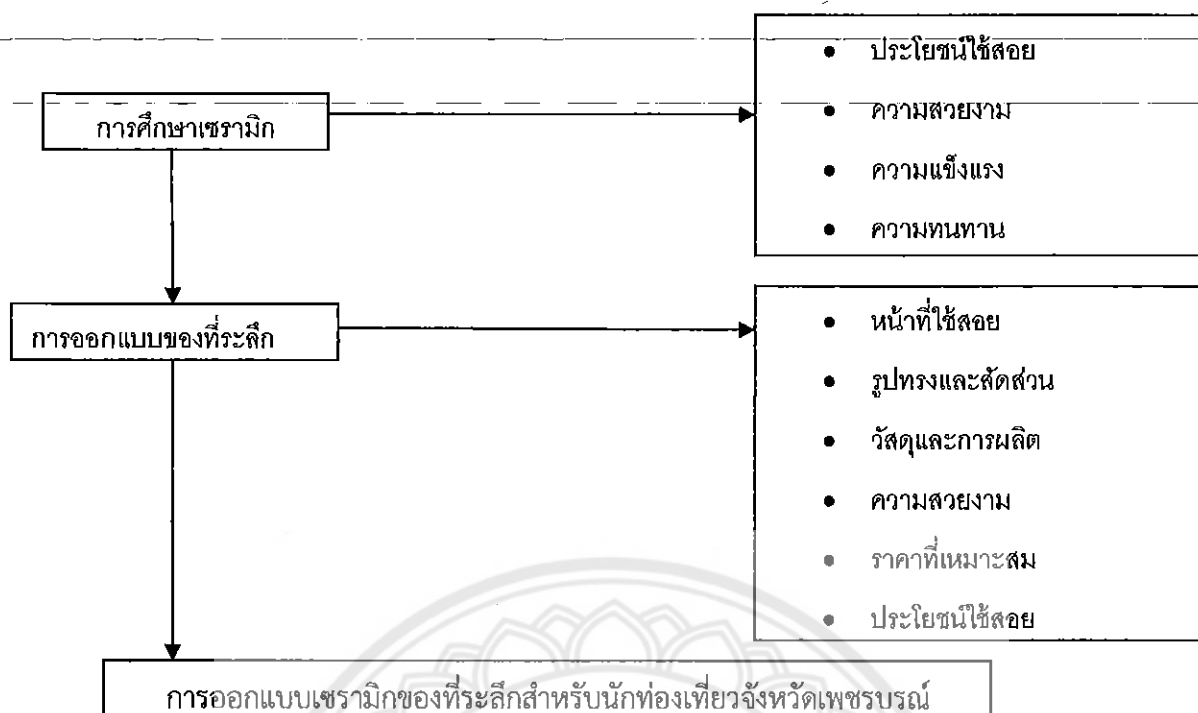 การศึกษาเซรามิก
ประโยชน์ใช้สอย
ความสวยงาม
ความแข็งแรง
ความทนทาน
การออกแบบของที่ระลึก
หน้าที่ใช้สอย
รูปทรงและสัดส่วน
วัสดุและการผลิต
ความสวยงาม
ราคาที่เหมาะสม
ประโยชน์ใช้สอย
การออกแบบเซรามิกของที่ระลึกสำหรับนักท่องเที่ยวจังหวัดเพชรบูรณ์